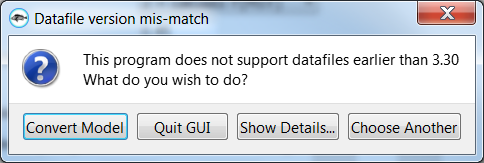 Datafile version mis-match
This program does not support datafiles earlier than 3.30
What do you wish to do?
Convert Model Quit GUI Show Details... Choose Another